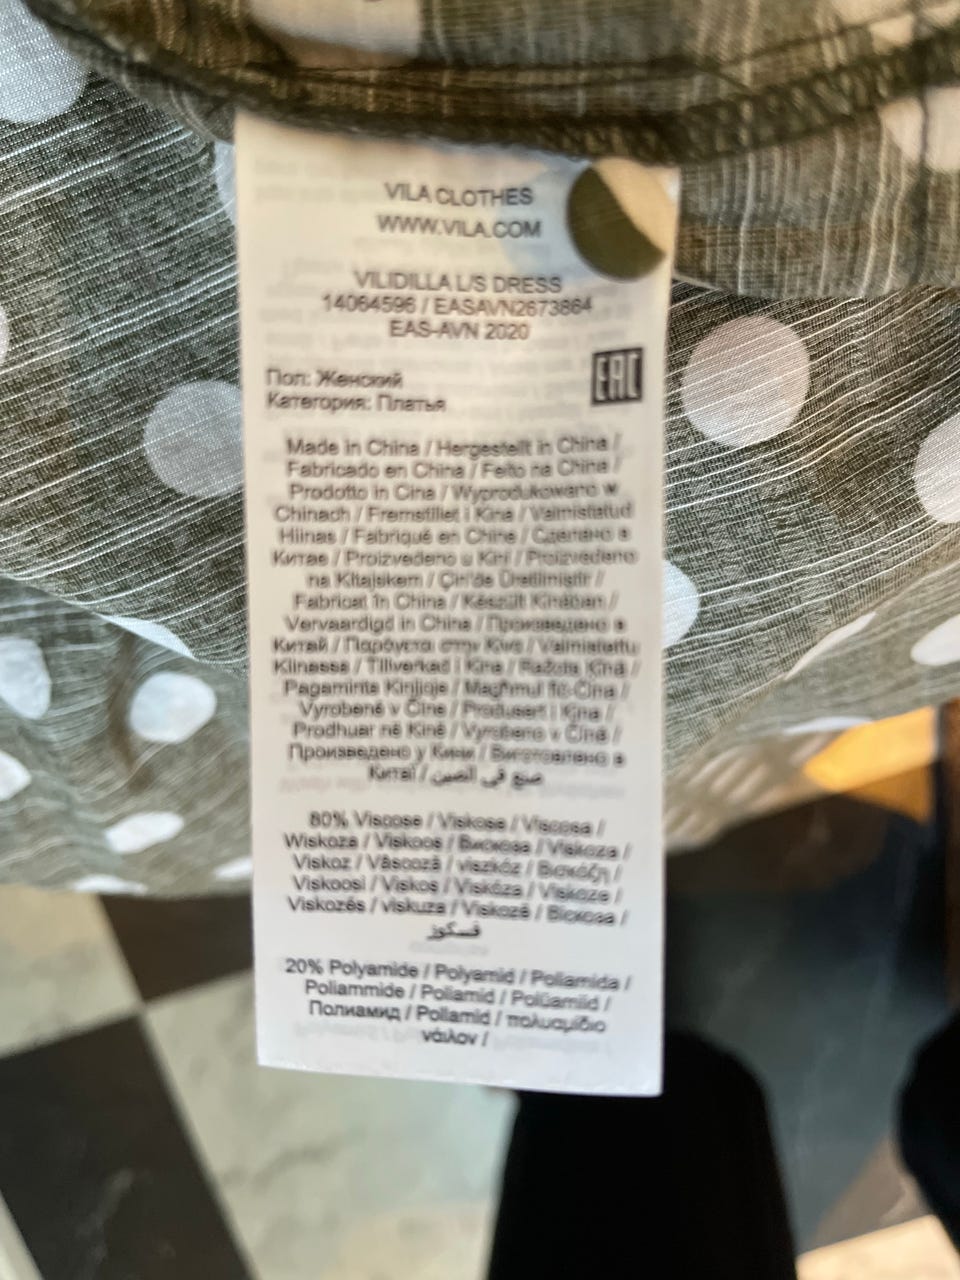 VILA CLOTHES
WWW.VILA.COM
VILIDILLA L/S DRESS
14064596 / EASAVN2673864
EAS-AVN 2020
EAC
Пол: Женский
Категория: Платья
Made in China / Hergestellt in China /
Fabricado en China / Feito na China /
Prodotto in Cina / Wyprodukowano w
Chinach / Fremstillet i Kina / Valmistatud
Hiinas / Fabriqué en Chine / Сделано в
Китае / Proizvedeno u Kini / Proizvedeno
na Kitajskem / Çin'de Üretilmiştir /
Fabricat în China / Készült Kínában /
Vervaardigd in China / Произведено в
Китай / Παράγεται στην Κίνα / Valmistettu
Kiinassa / Tillverkad i Kina / Ražots Ķīnā /
Pagaminta Kinijoje / Magħmul fiċ-Ċina /
Vyrobené v Číne / Produsert i Kina /
Prodhuar në Kinë / Vyrobeno v Číně /
Произведено у Кини / Виготовлено в
Китаї / صنع في الصين
80% Viscose / Viskose / Viscosa /
Wiskoza / Viskoos / Вискоза / Viskoza /
Viskoz / Vâscoză / viszkóz / Βισκόζη /
Viskoosi / Viskos / Viskóza / Viskoze /
Viskozės / viskuza / Viskozë / Віскоза /
فسكوز
20% Polyamide / Polyamid / Poliamida /
Poliammide / Poliamid / Polüamiid /
Полиамид / Poliamid / πολυαμίδιο
νάιλον /